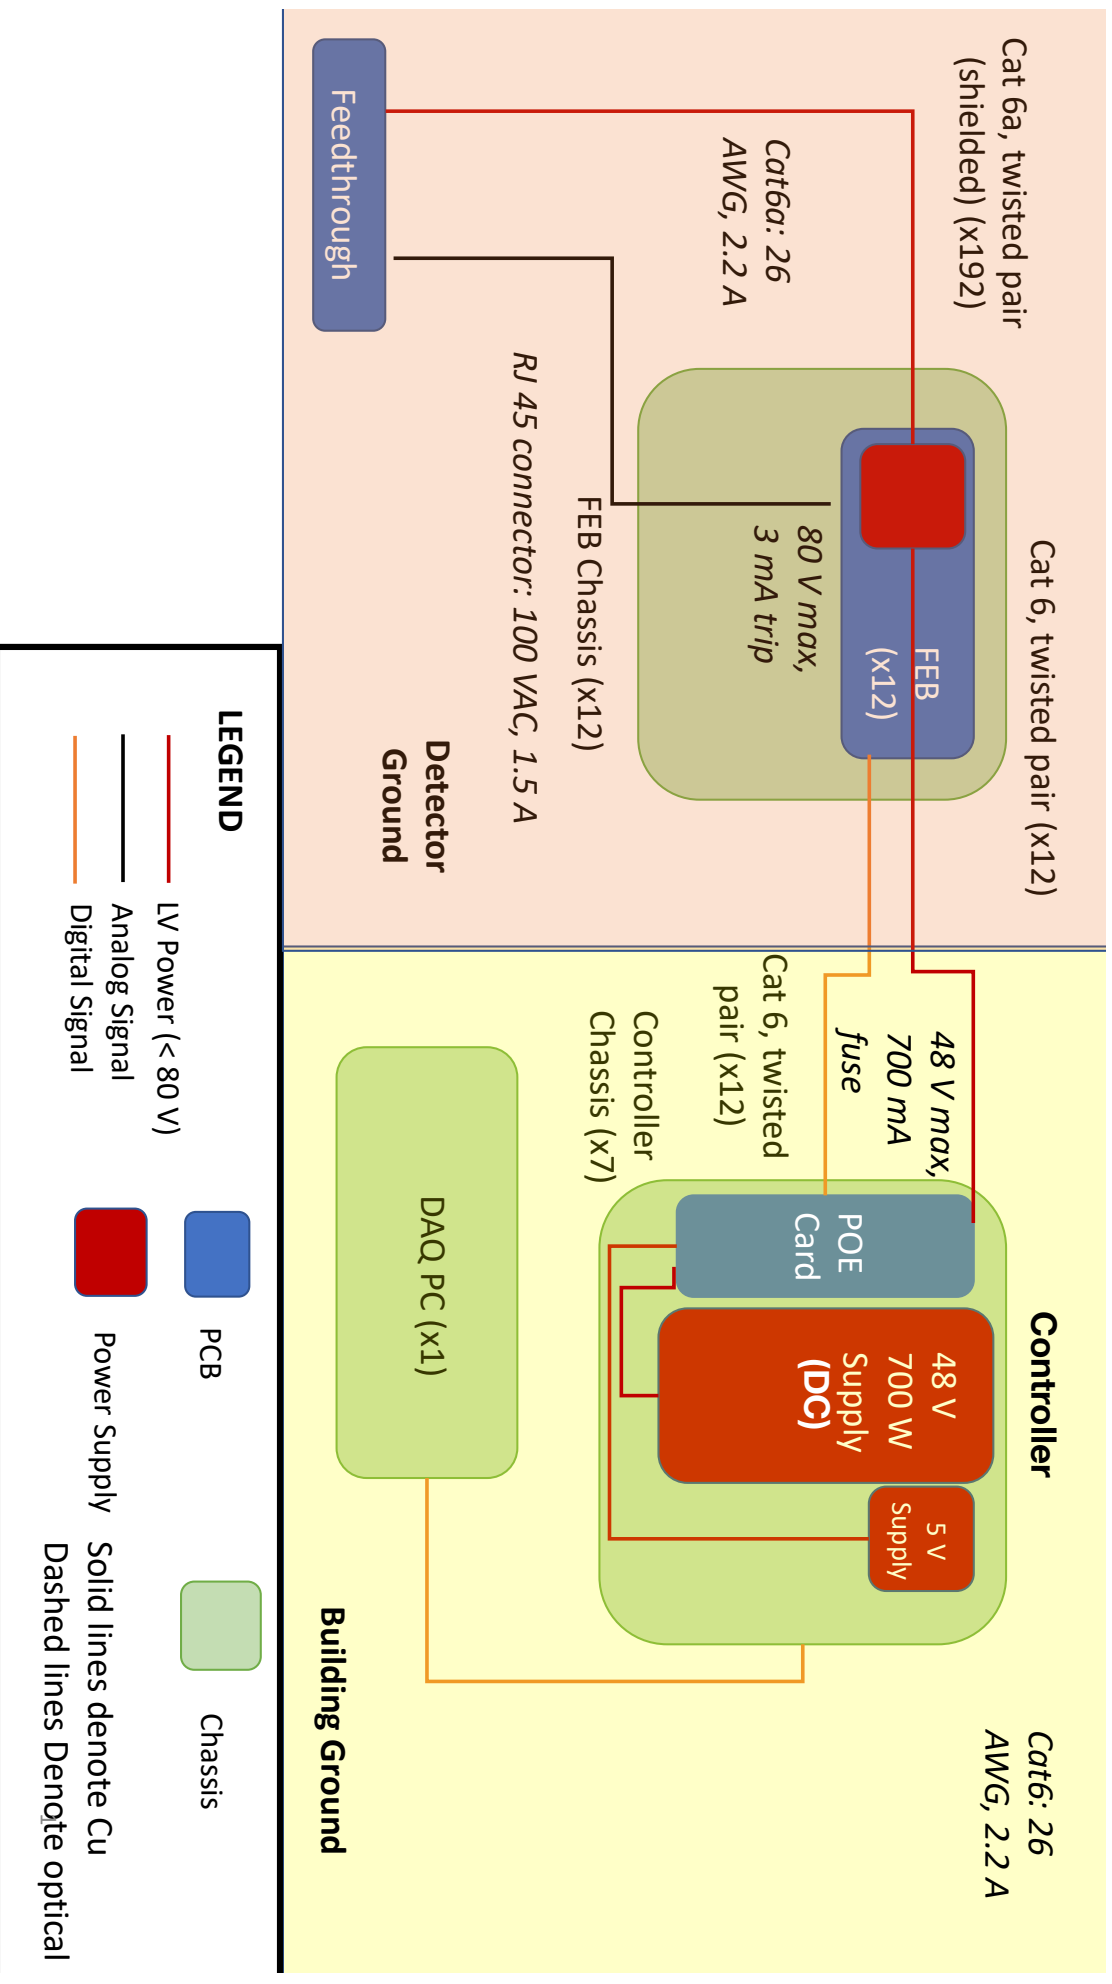 Cat 6a, twisted pair
(shielded) (x192)
Cat 6, twisted pair (x12)
Controller
Cat6: 26
AWG, 2.2 A
Cat6a: 26
AWG, 2.2 A
FEB
(x12)
80 V max,
3 mA trip
48 V max,
700 mA
fuse
POE
Card
48 V
700 W
Supply
(DC)
5 V
Supply
Cat 6, twisted
pair (x12)
Controller
Chassis (x7)
FEB Chassis (x12)
RJ 45 connector: 100 VAC, 1.5 A
Feedthrough
Detector
Ground
DAQ PC (x1)
Building Ground
LEGEND
LV Power (< 80 V)
Analog Signal
Digital Signal
PCB
Power Supply
Chassis
Solid lines denote Cu
Dashed lines Denote optical
1